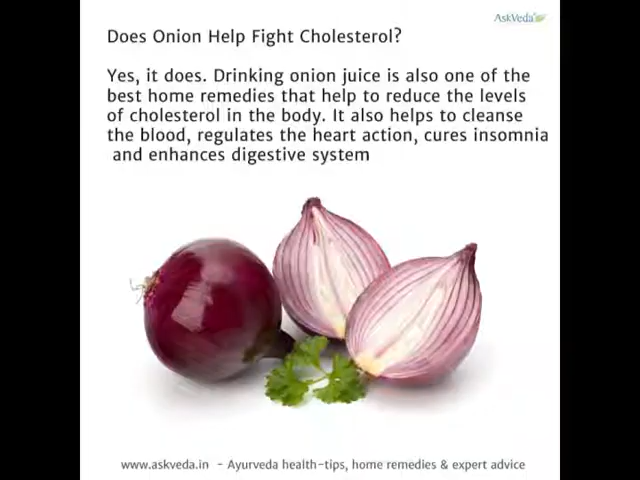 AskVeda
Does Onion Help Fight Cholesterol?
Yes, it does. Drinking onion juice is also one of the
best home remedies that help to reduce the levels
of cholesterol in the body. It also helps to cleanse
the blood, regulates the heart action, cures insomnia
and enhances digestive system
www.askveda.in - Ayurveda health-tips, home remedies & expert advice